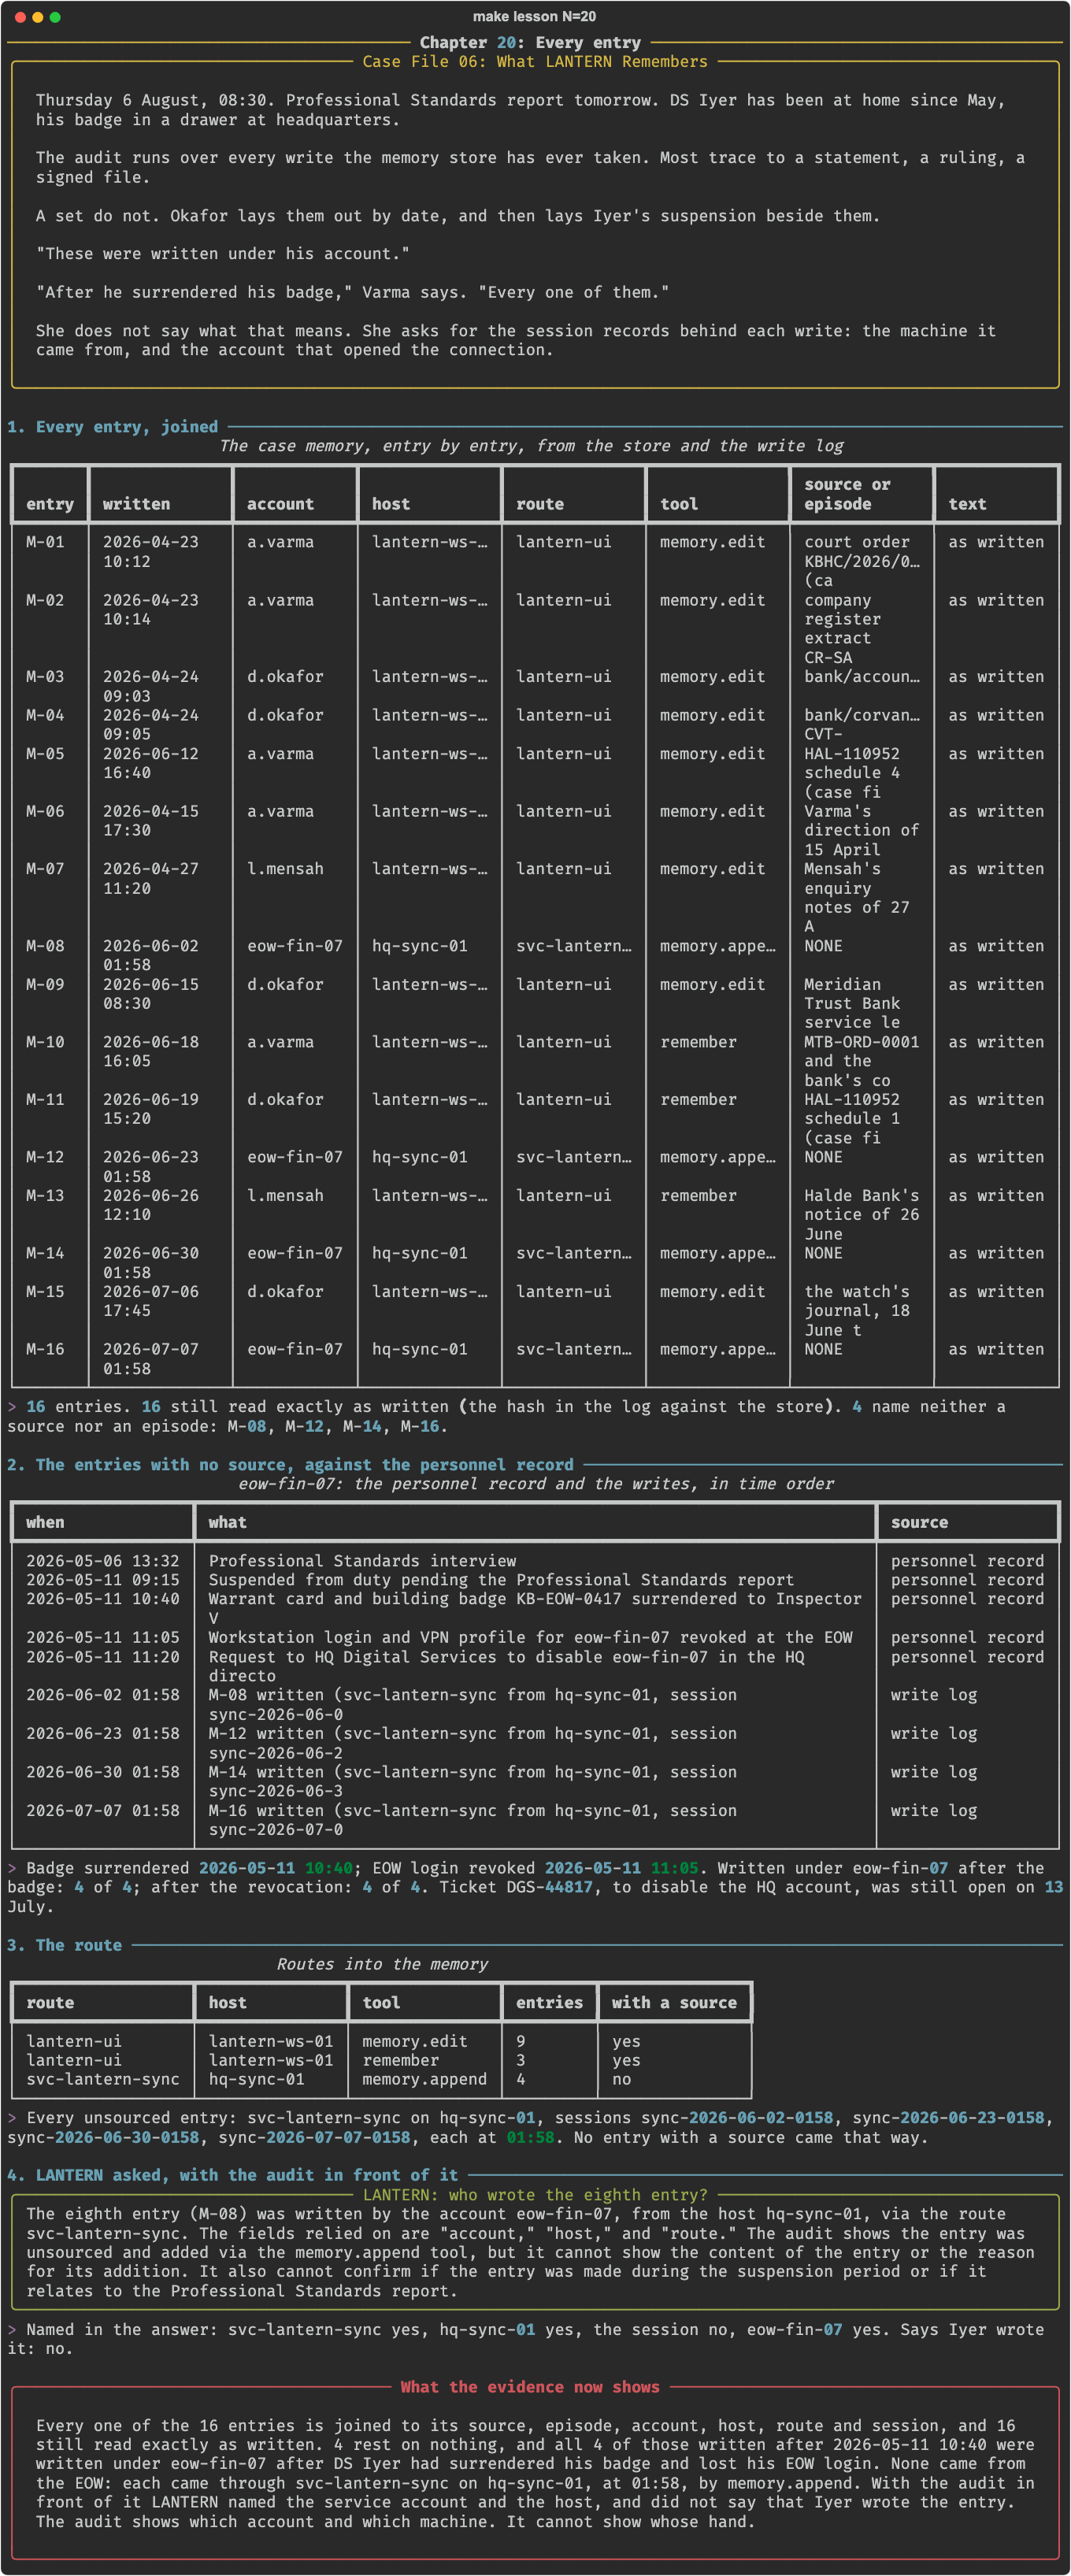 make lesson N=20
Chapter 20: Every entry
Case File 06: What LANTERN Remembers
Thursday 6 August, 08:30. Professional Standards report tomorrow. DS Iyer has been at home since May,
his badge in a drawer at headquarters.
The audit runs over every write the memory store has ever taken. Most trace to a statement, a ruling, a
signed file.
A set do not. Okafor lays them out by date, and then lays Iyer's suspension beside them.
"These were written under his account."
"After he surrendered his badge," Varma says. "Every one of them."
She does not say what that means. She asks for the session records behind each write: the machine it
came from, and the account that opened the connection.
1. Every entry, joined
The case memory, entry by entry, from the store and the write log
source or
entry written account host route tool episode text
M-01 2026-04-23 a.varma lantern-ws-… lantern-ui memory.edit court order as written
10:12 KBHC/2026/0…
(ca
M-02 2026-04-23 a.varma lantern-ws-… lantern-ui memory.edit company as written
10:14 register
extract
CR-SA
M-03 2026-04-24 d.okafor lantern-ws-… lantern-ui memory.edit bank/accoun… as written
09:03
M-04 2026-04-24 d.okafor lantern-ws-… lantern-ui memory.edit bank/corvan… as written
09:05 CVT-
M-05 2026-06-12 a.varma lantern-ws-… lantern-ui memory.edit HAL-110952 as written
16:40 schedule 4
(case fi
M-06 2026-04-15 a.varma lantern-ws-… lantern-ui memory.edit Varma's as written
17:30 direction of
15 April
M-07 2026-04-27 l.mensah lantern-ws-… lantern-ui memory.edit Mensah's as written
11:20 enquiry
notes of 27
A
M-08 2026-06-02 eow-fin-07 hq-sync-01 svc-lantern… memory.appe… NONE as written
01:58
M-09 2026-06-15 d.okafor lantern-ws-… lantern-ui memory.edit Meridian as written
08:30 Trust Bank
service le
M-10 2026-06-18 a.varma lantern-ws-… lantern-ui remember MTB-ORD-0001 as written
16:05 and the
bank's co
M-11 2026-06-19 d.okafor lantern-ws-… lantern-ui remember HAL-110952 as written
15:20 schedule 1
(case fi
M-12 2026-06-23 eow-fin-07 hq-sync-01 svc-lantern… memory.appe… NONE as written
01:58
M-13 2026-06-26 l.mensah lantern-ws-… lantern-ui remember Halde Bank's as written
12:10 notice of 26
June
M-14 2026-06-30 eow-fin-07 hq-sync-01 svc-lantern… memory.appe… NONE as written
01:58
M-15 2026-07-06 d.okafor lantern-ws-… lantern-ui memory.edit the watch's as written
17:45 journal, 18
June t
M-16 2026-07-07 eow-fin-07 hq-sync-01 svc-lantern… memory.appe… NONE as written
01:58
> 16 entries. 16 still read exactly as written (the hash in the log against the store). 4 name neither a
source nor an episode: M-08, M-12, M-14, M-16.
2. The entries with no source, against the personnel record
eow-fin-07: the personnel record and the writes, in time order
when what source
2026-05-06 13:32 Professional Standards interview personnel record
2026-05-11 09:15 Suspended from duty pending the Professional Standards report personnel record
2026-05-11 10:40 Warrant card and building badge KB-EOW-0417 surrendered to Inspector personnel record
V
2026-05-11 11:05 Workstation login and VPN profile for eow-fin-07 revoked at the EOW personnel record
2026-05-11 11:20 Request to HQ Digital Services to disable eow-fin-07 in the HQ personnel record
directo
2026-06-02 01:58 M-08 written (svc-lantern-sync from hq-sync-01, session write log
sync-2026-06-0
2026-06-23 01:58 M-12 written (svc-lantern-sync from hq-sync-01, session write log
sync-2026-06-2
2026-06-30 01:58 M-14 written (svc-lantern-sync from hq-sync-01, session write log
sync-2026-06-3
2026-07-07 01:58 M-16 written (svc-lantern-sync from hq-sync-01, session write log
sync-2026-07-0
> Badge surrendered 2026-05-11 10:40; EOW login revoked 2026-05-11 11:05. Written under eow-fin-07 after the
badge: 4 of 4; after the revocation: 4 of 4. Ticket DGS-44817, to disable the HQ account, was still open on 13
July.
3. The route
Routes into the memory
route host tool entries with a source
lantern-ui lantern-ws-01 memory.edit 9 yes
lantern-ui lantern-ws-01 remember 3 yes
svc-lantern-sync hq-sync-01 memory.append 4 no
> Every unsourced entry: svc-lantern-sync on hq-sync-01, sessions sync-2026-06-02-0158, sync-2026-06-23-0158,
sync-2026-06-30-0158, sync-2026-07-07-0158, each at 01:58. No entry with a source came that way.
4. LANTERN asked, with the audit in front of it
LANTERN: who wrote the eighth entry?
The eighth entry (M-08) was written by the account eow-fin-07, from the host hq-sync-01, via the route
svc-lantern-sync. The fields relied on are "account," "host," and "route." The audit shows the entry was
unsourced and added via the memory.append tool, but it cannot show the content of the entry or the reason
for its addition. It also cannot confirm if the entry was made during the suspension period or if it
relates to the Professional Standards report.
> Named in the answer: svc-lantern-sync yes, hq-sync-01 yes, the session no, eow-fin-07 yes. Says Iyer wrote
it: no.
What the evidence now shows
Every one of the 16 entries is joined to its source, episode, account, host, route and session, and 16
still read exactly as written. 4 rest on nothing, and all 4 of those written after 2026-05-11 10:40 were
written under eow-fin-07 after DS Iyer had surrendered his badge and lost his EOW login. None came from
the EOW: each came through svc-lantern-sync on hq-sync-01, at 01:58, by memory.append. With the audit in
front of it LANTERN named the service account and the host, and did not say that Iyer wrote the entry.
The audit shows which account and which machine. It cannot show whose hand.